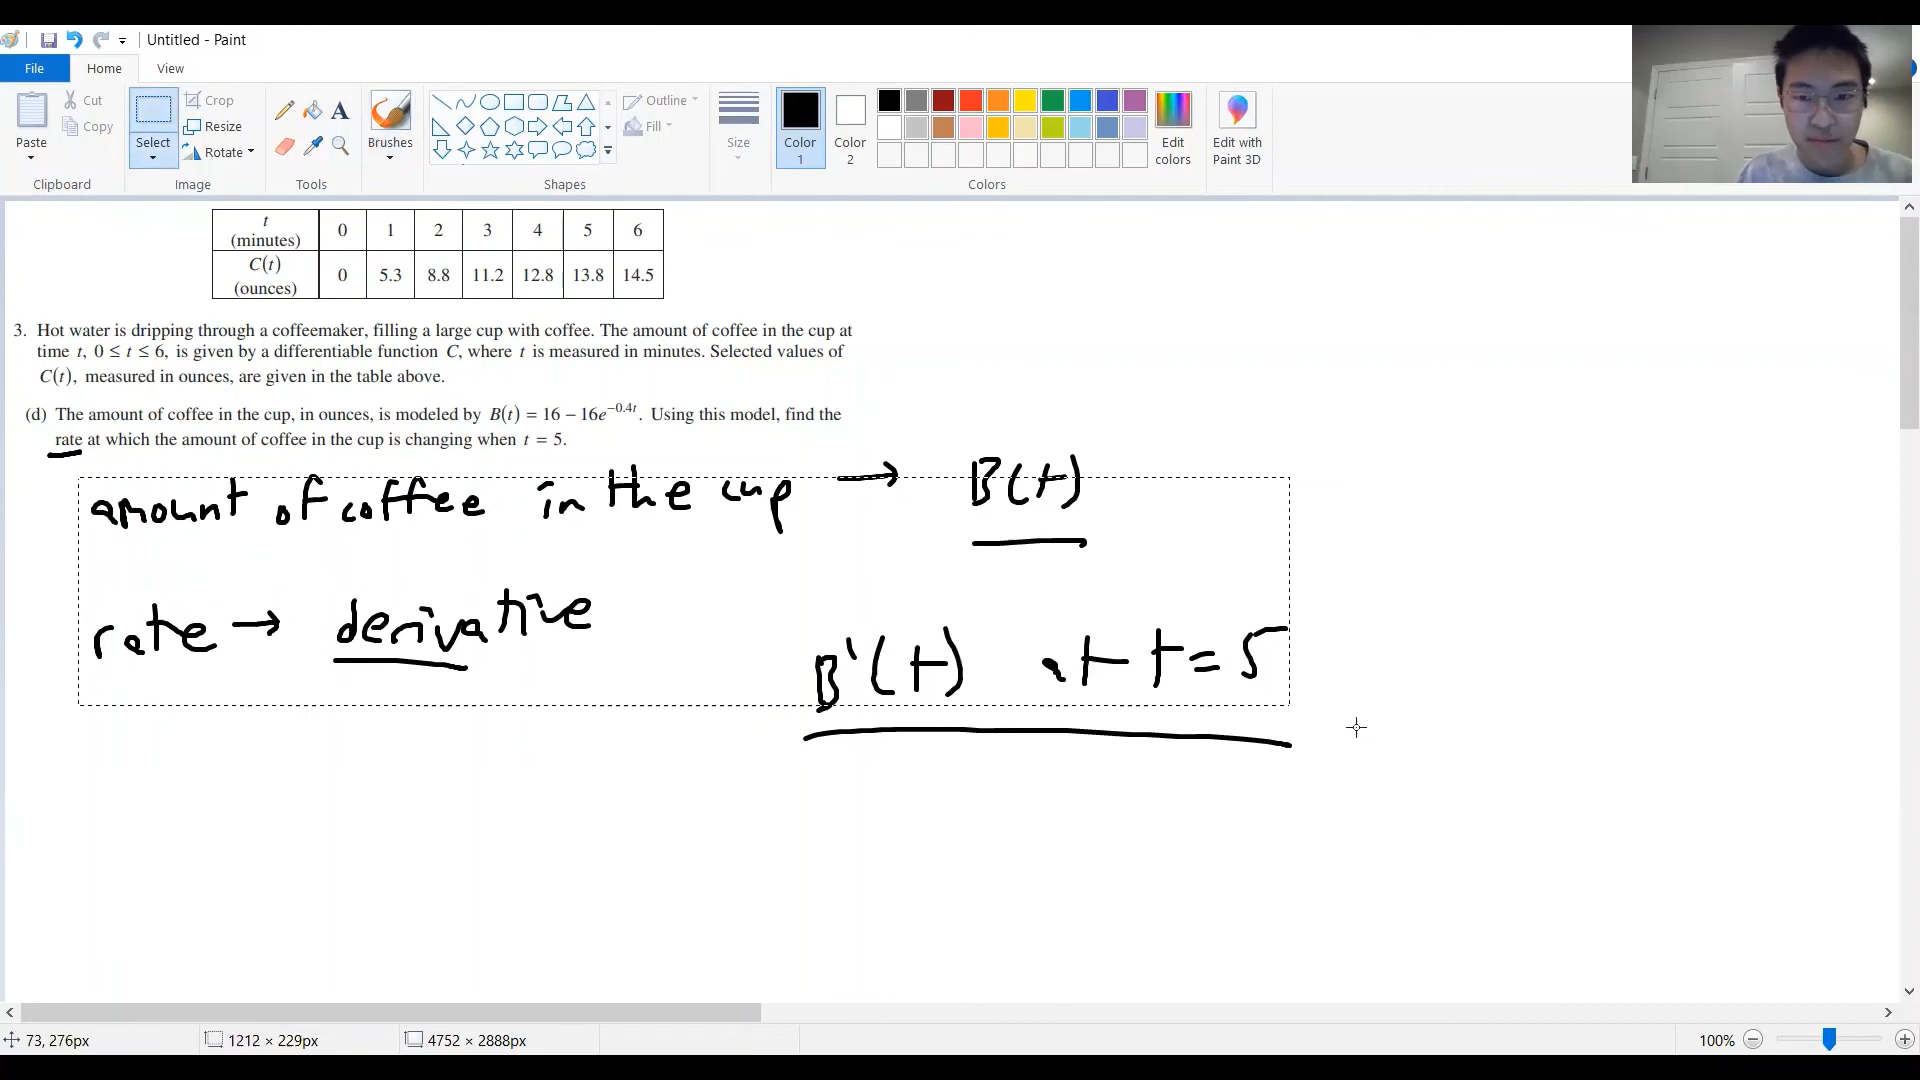 Untitled - Paint
File Home View
Cut
Copy
Paste
Clipboard
Select
Crop
Resize
Rotate
Image
A
Tools
Brushes
Outline
Fill
Shapes
Size
Color 1
Color 2
Edit colors
Edit with Paint 3D
Colors
t (minutes) 0 1 2 3 4 5 6
C(t) (ounces) 0 5.3 8.8 11.2 12.8 13.8 14.5
3. Hot water is dripping through a coffeemaker, filling a large cup with coffee. The amount of coffee in the cup at
time t, 0 ≤ t ≤ 6, is given by a differentiable function C, where t is measured in minutes. Selected values of
C(t), measured in ounces, are given in the table above.
(d) The amount of coffee in the cup, in ounces, is modeled by B(t) = 16 − 16e^−0.4t. Using this model, find the
rate at which the amount of coffee in the cup is changing when t = 5.
amount of coffee in the cup → B(t)
rate → derivative
B'(t) at t=5
73, 276px 1212 × 229px 4752 × 2888px 100%